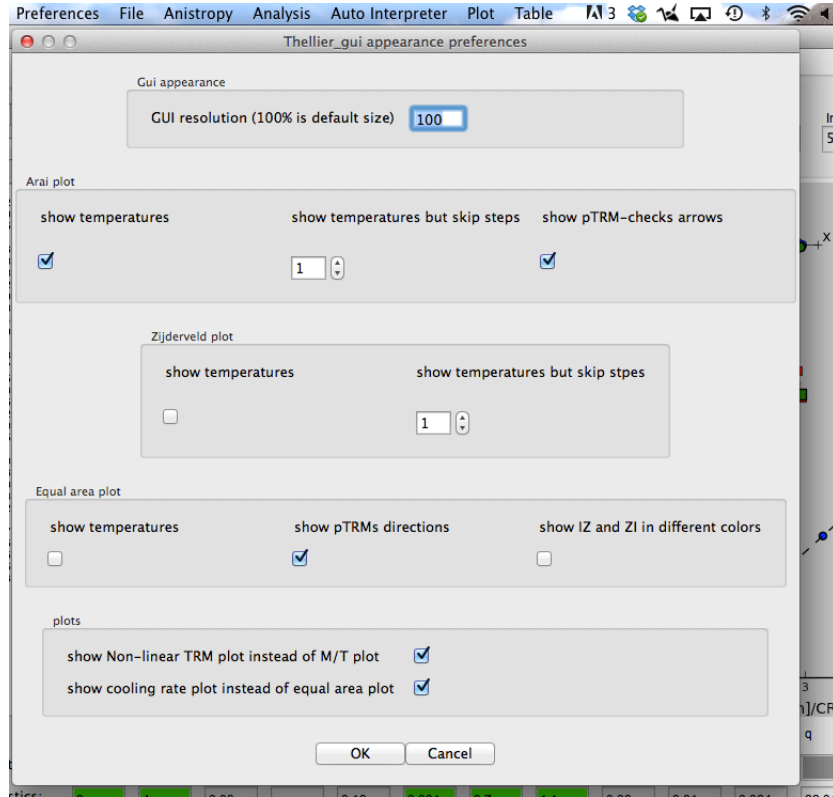 Preferences File Anistropy Analysis Auto Interpreter Plot Table 3
Thellier_gui appearance preferences
Gui appearance
GUI resolution (100% is default size) 100
Arai plot
show temperatures show temperatures but skip steps show pTRM-checks arrows
1
Zijderveld plot
show temperatures show temperatures but skip stpes
1
Equal area plot
show temperatures show pTRMs directions show IZ and ZI in different colors
plots
show Non-linear TRM plot instead of M/T plot
show cooling rate plot instead of equal area plot
OK Cancel
x
3
q